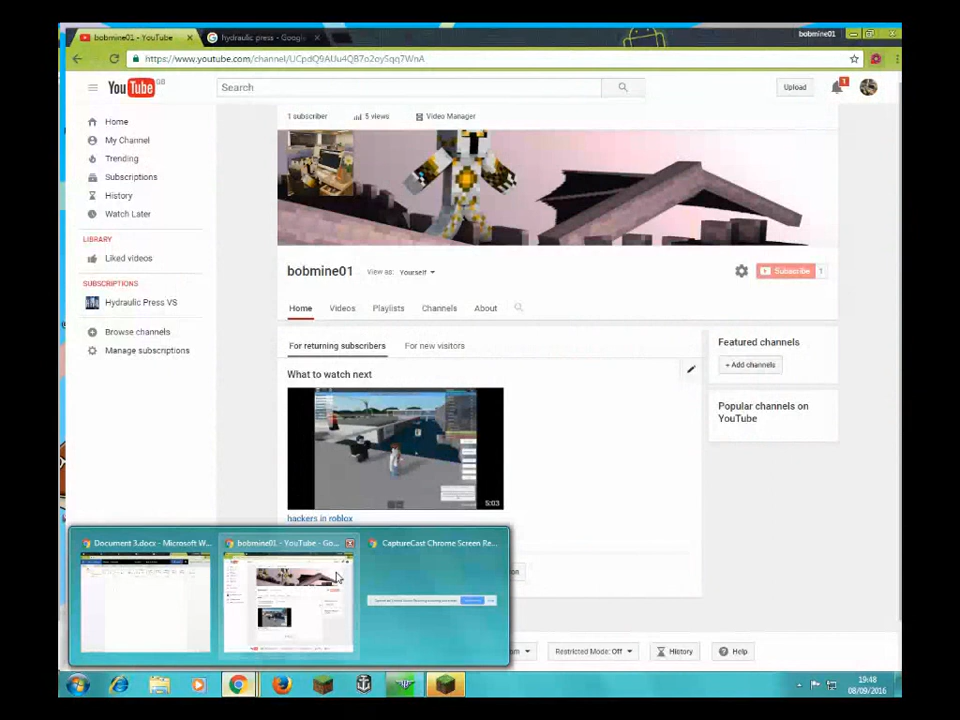 bobmine01 - YouTube
hydraulic press - Google
bobmine01
https://www.youtube.com/channel/UCpdQ9AUu4QB7o2oySqq7WnA
YouTube GB
Search
Upload
1
Home
My Channel
Trending
Subscriptions
History
Watch Later
LIBRARY
Liked videos
SUBSCRIPTIONS
Hydraulic Press VS
Browse channels
Manage subscriptions
1 subscriber
5 views
Video Manager
bobmine01
View as: Yourself
Subscribe 1
Home Videos Playlists Channels About
For returning subscribers
For new visitors
What to watch next
5:03
hackers in roblox
Featured channels
+ Add channels
Popular channels on
YouTube
Document 3.docx - Microsoft W...
bobmine01 - YouTube - Go...
CaptureCast Chrome Screen Re...
Restricted Mode: Off
History
Help
19:48
08/09/2016